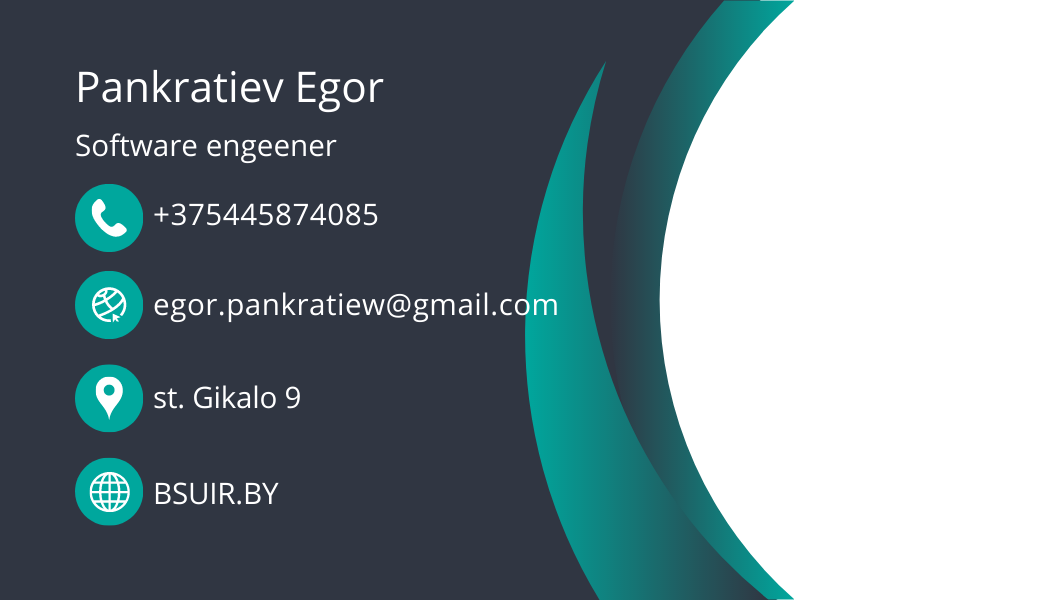 Pankratiev Egor
Software engeener
+375445874085
egor.pankratiew@gmail.com
st. Gikalo 9
BSUIR.BY